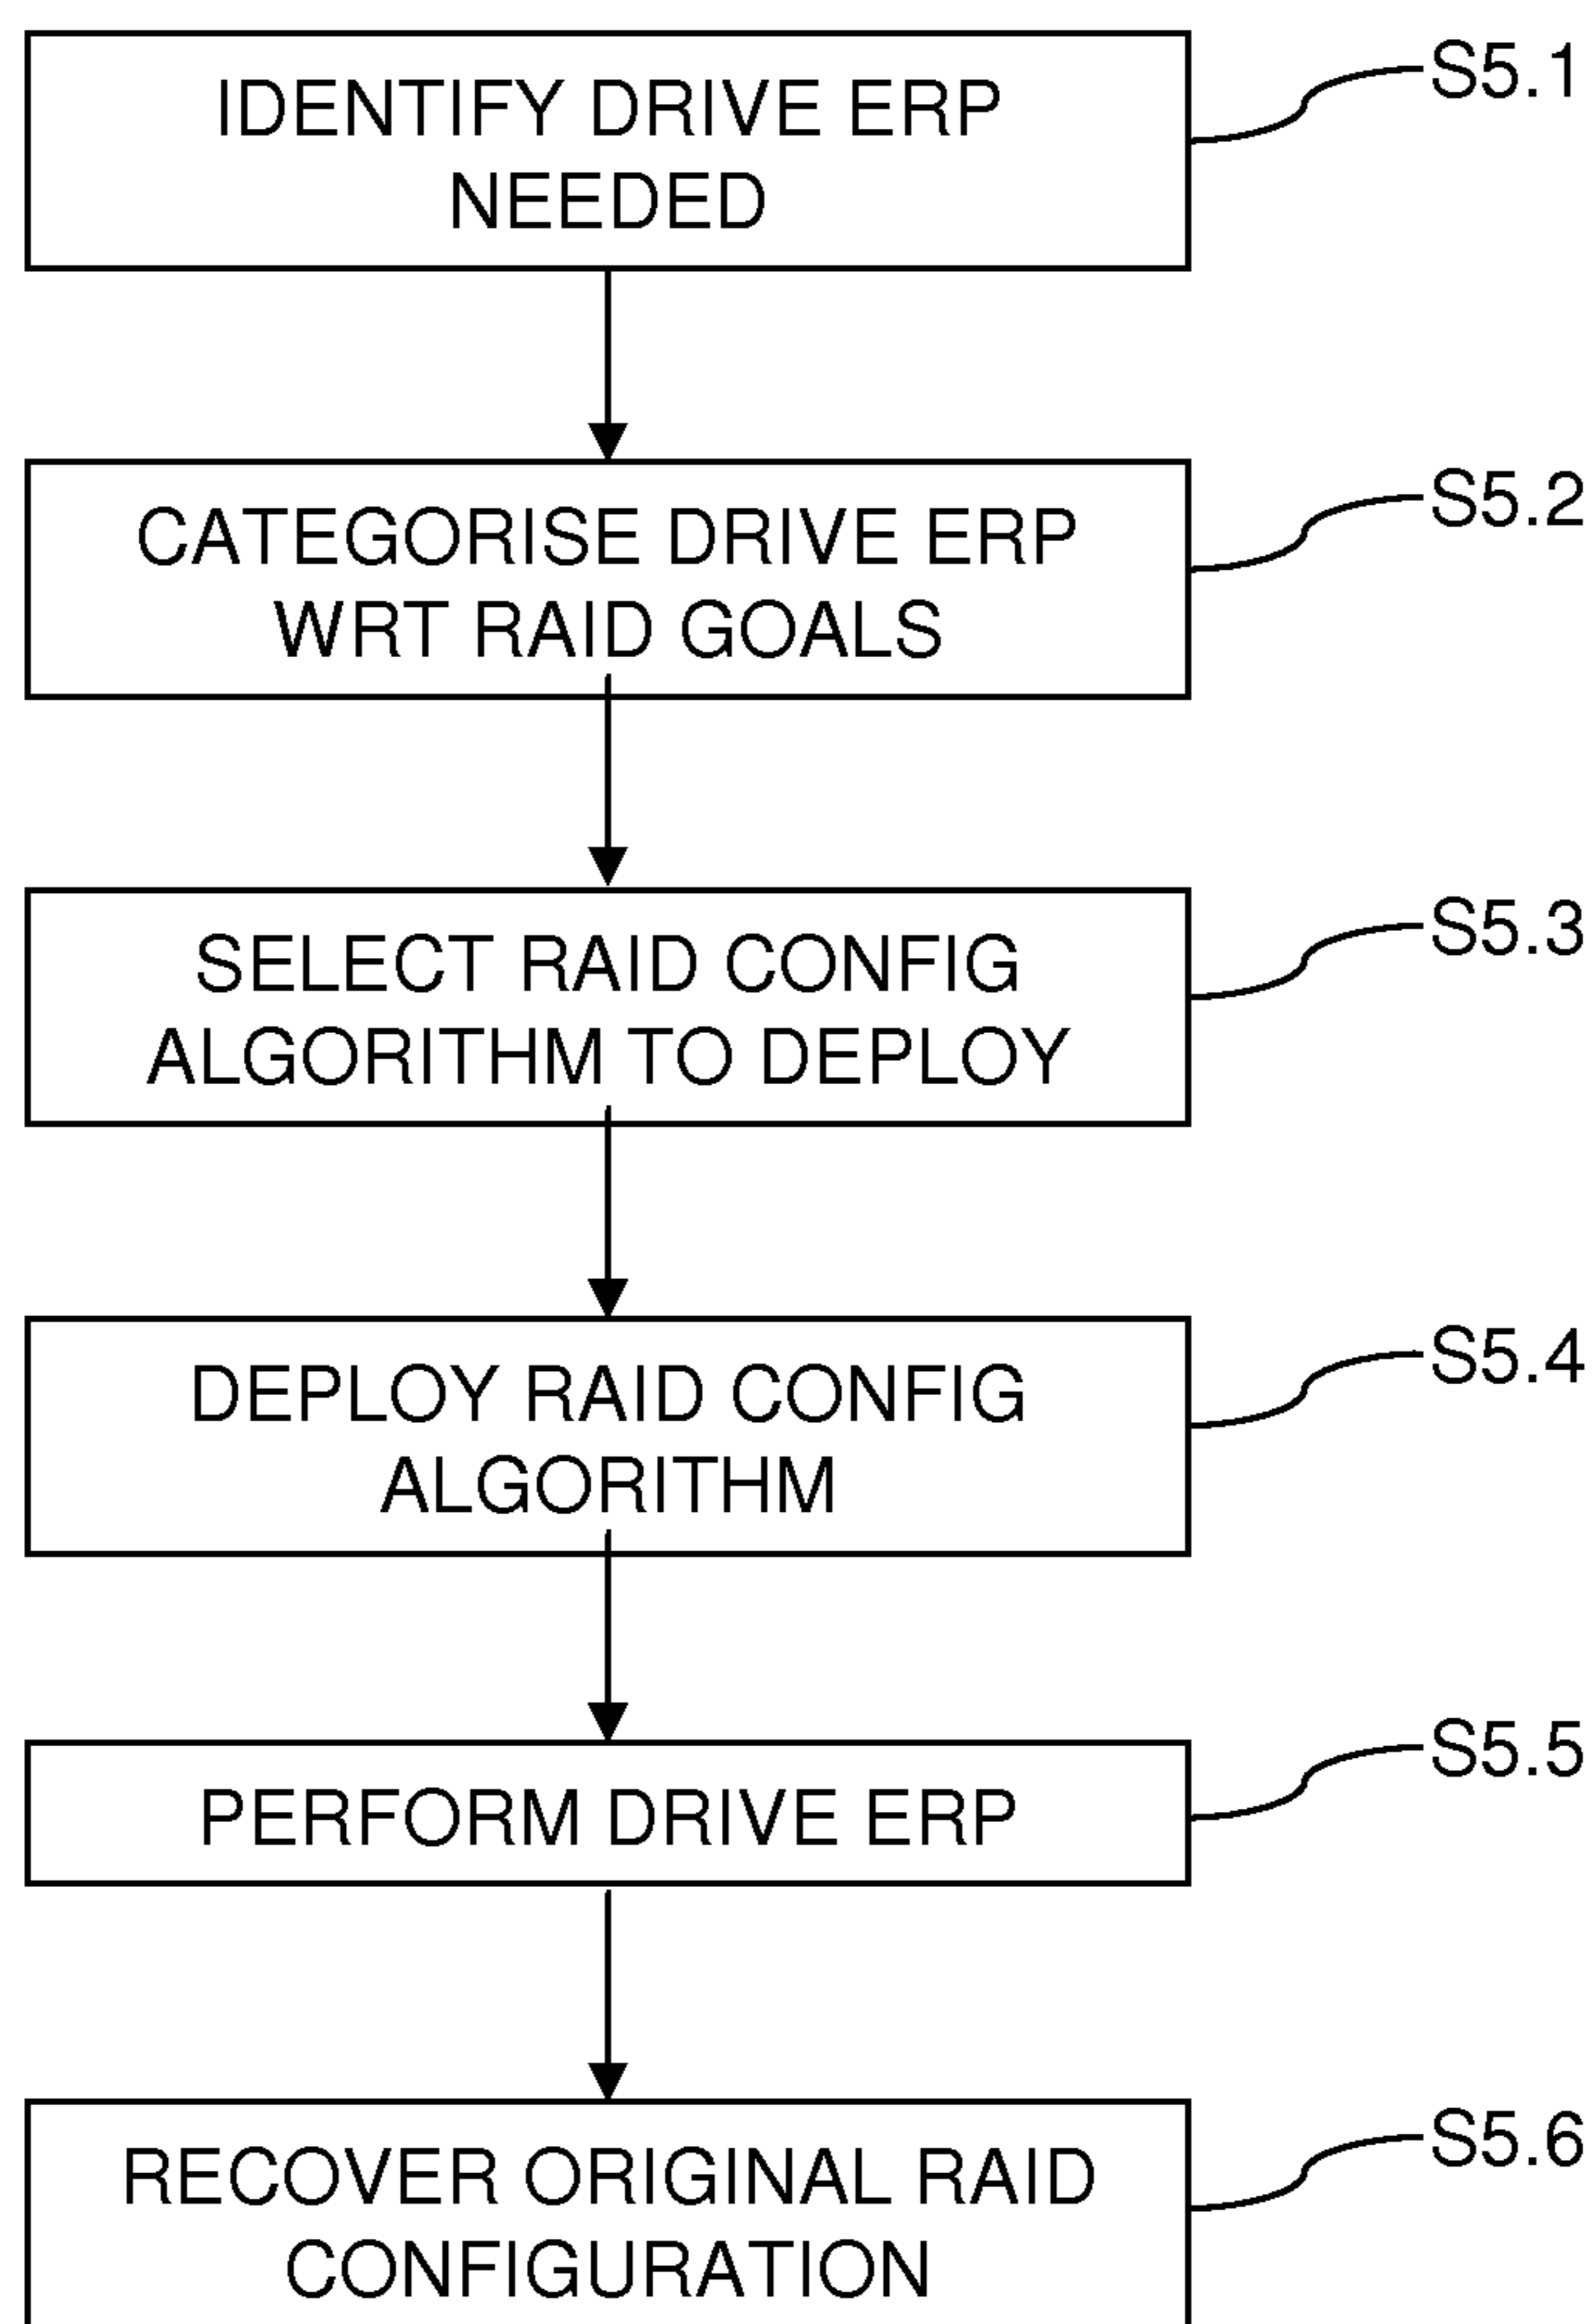 IDENTIFY DRIVE ERP
NEEDED
S5.1
CATEGORISE DRIVE ERP
WRT RAID GOALS
S5.2
SELECT RAID CONFIG
ALGORITHM TO DEPLOY
S5.3
DEPLOY RAID CONFIG
ALGORITHM
S5.4
PERFORM DRIVE ERP
S5.5
RECOVER ORIGINAL RAID
CONFIGURATION
S5.6